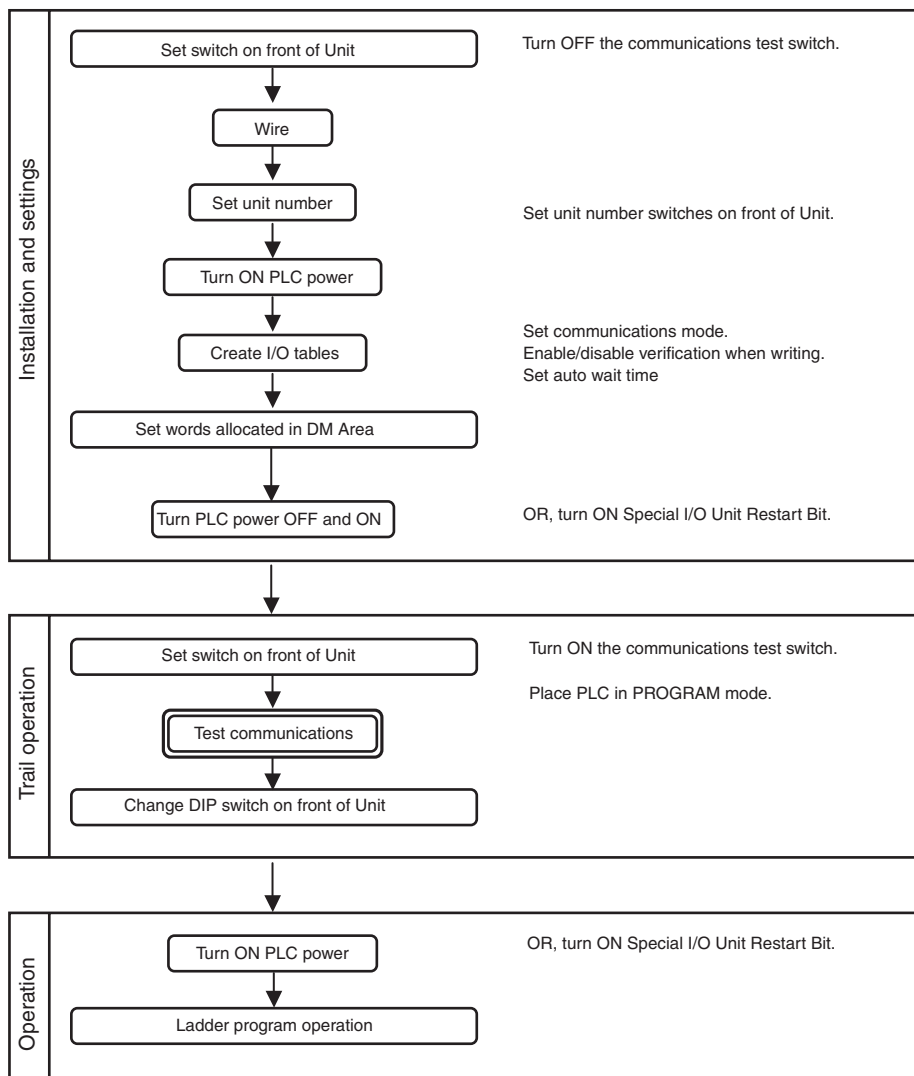 Installation and settings
Set switch on front of Unit
Turn OFF the communications test switch.
Wire
Set unit number
Set unit number switches on front of Unit.
Turn ON PLC power
Create I/O tables
Set communications mode.
Enable/disable verification when writing.
Set auto wait time
Set words allocated in DM Area
Turn PLC power OFF and ON
OR, turn ON Special I/O Unit Restart Bit.
Trail operation
Set switch on front of Unit
Turn ON the communications test switch.
Place PLC in PROGRAM mode.
Test communications
Change DIP switch on front of Unit
Operation
Turn ON PLC power
OR, turn ON Special I/O Unit Restart Bit.
Ladder program operation